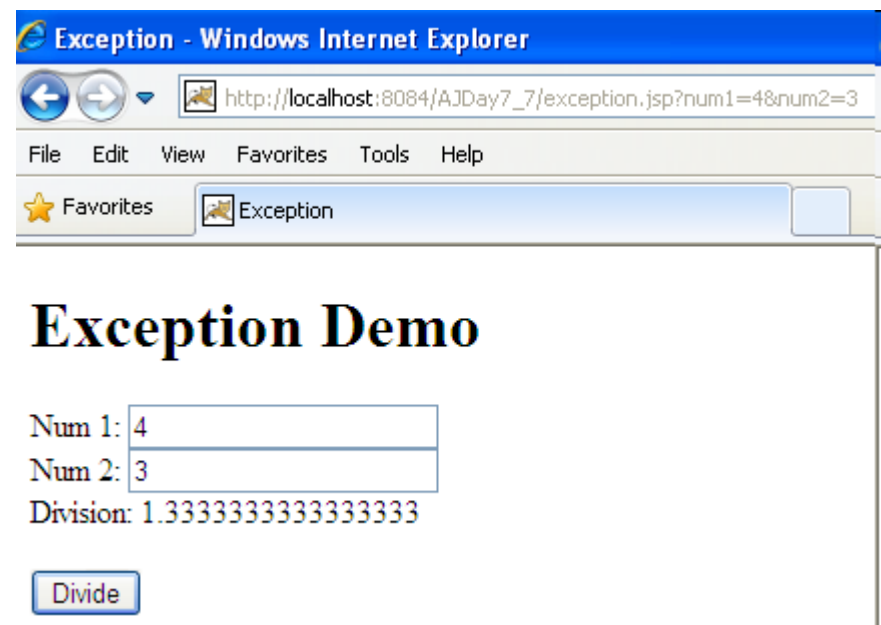 Exception - Windows Internet Explorer
http://localhost:8084/AJDay7_7/exception.jsp?num1=4&num2=3
File Edit View Favorites Tools Help
Favorites Exception
Exception Demo
Num 1: 4
Num 2: 3
Division: 1.3333333333333333
Divide